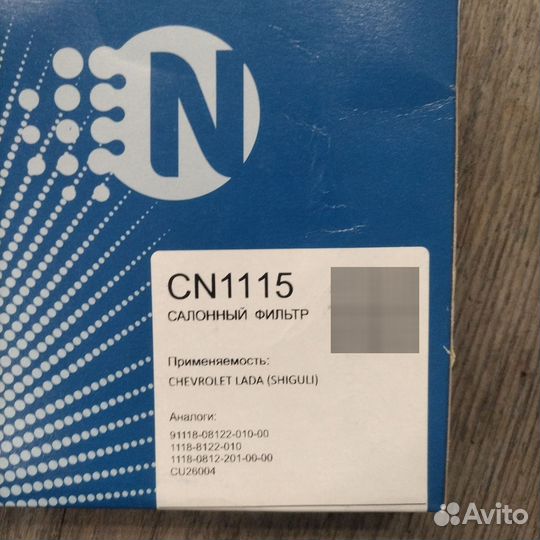 N
CN1115
САЛОННЫЙ ФИЛЬТР
Применяемость:
CHEVROLET LADA (SHIGULI)
Аналоги:
91118-08122-010-00
1118-8122-010
1118-0812-201-00-00
CU26004
Avito